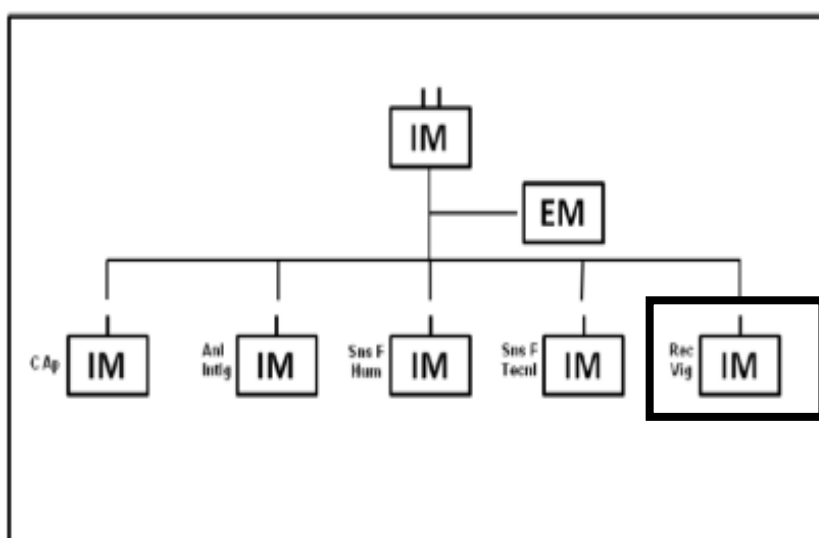 IM
EM
C Ap
IM
Anl
Intlg
IM
Sns F
Hum
IM
Sns F
Tecnl
IM
Rec
Vig
IM